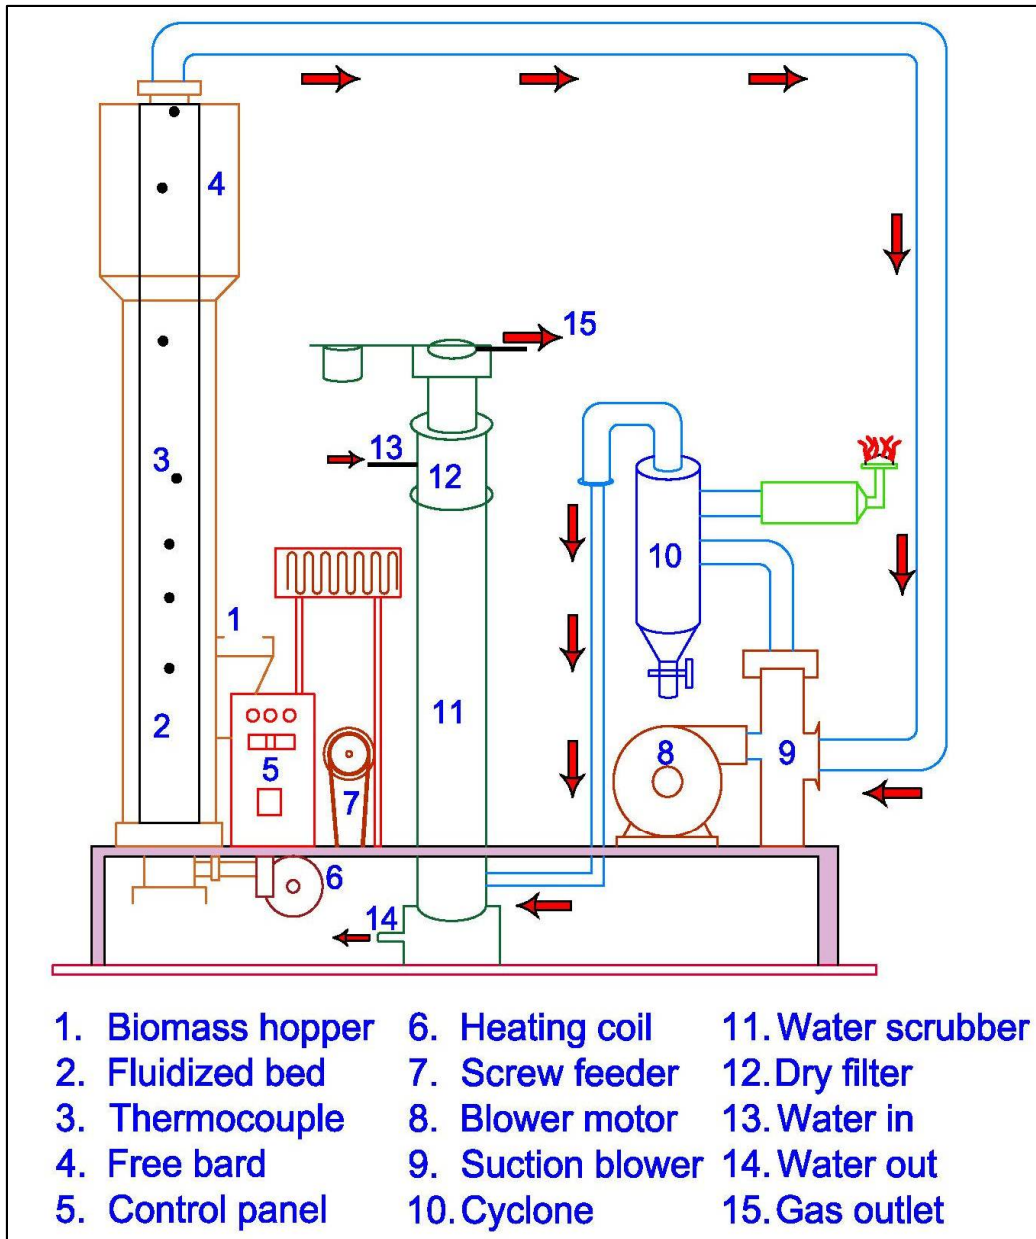 4
15
13
12
3
10
1
11
2
8
9
5
7
6
14
1. Biomass hopper
2. Fluidized bed
3. Thermocouple
4. Free bard
5. Control panel
6. Heating coil
7. Screw feeder
8. Blower motor
9. Suction blower
10. Cyclone
11. Water scrubber
12. Dry filter
13. Water in
14. Water out
15. Gas outlet